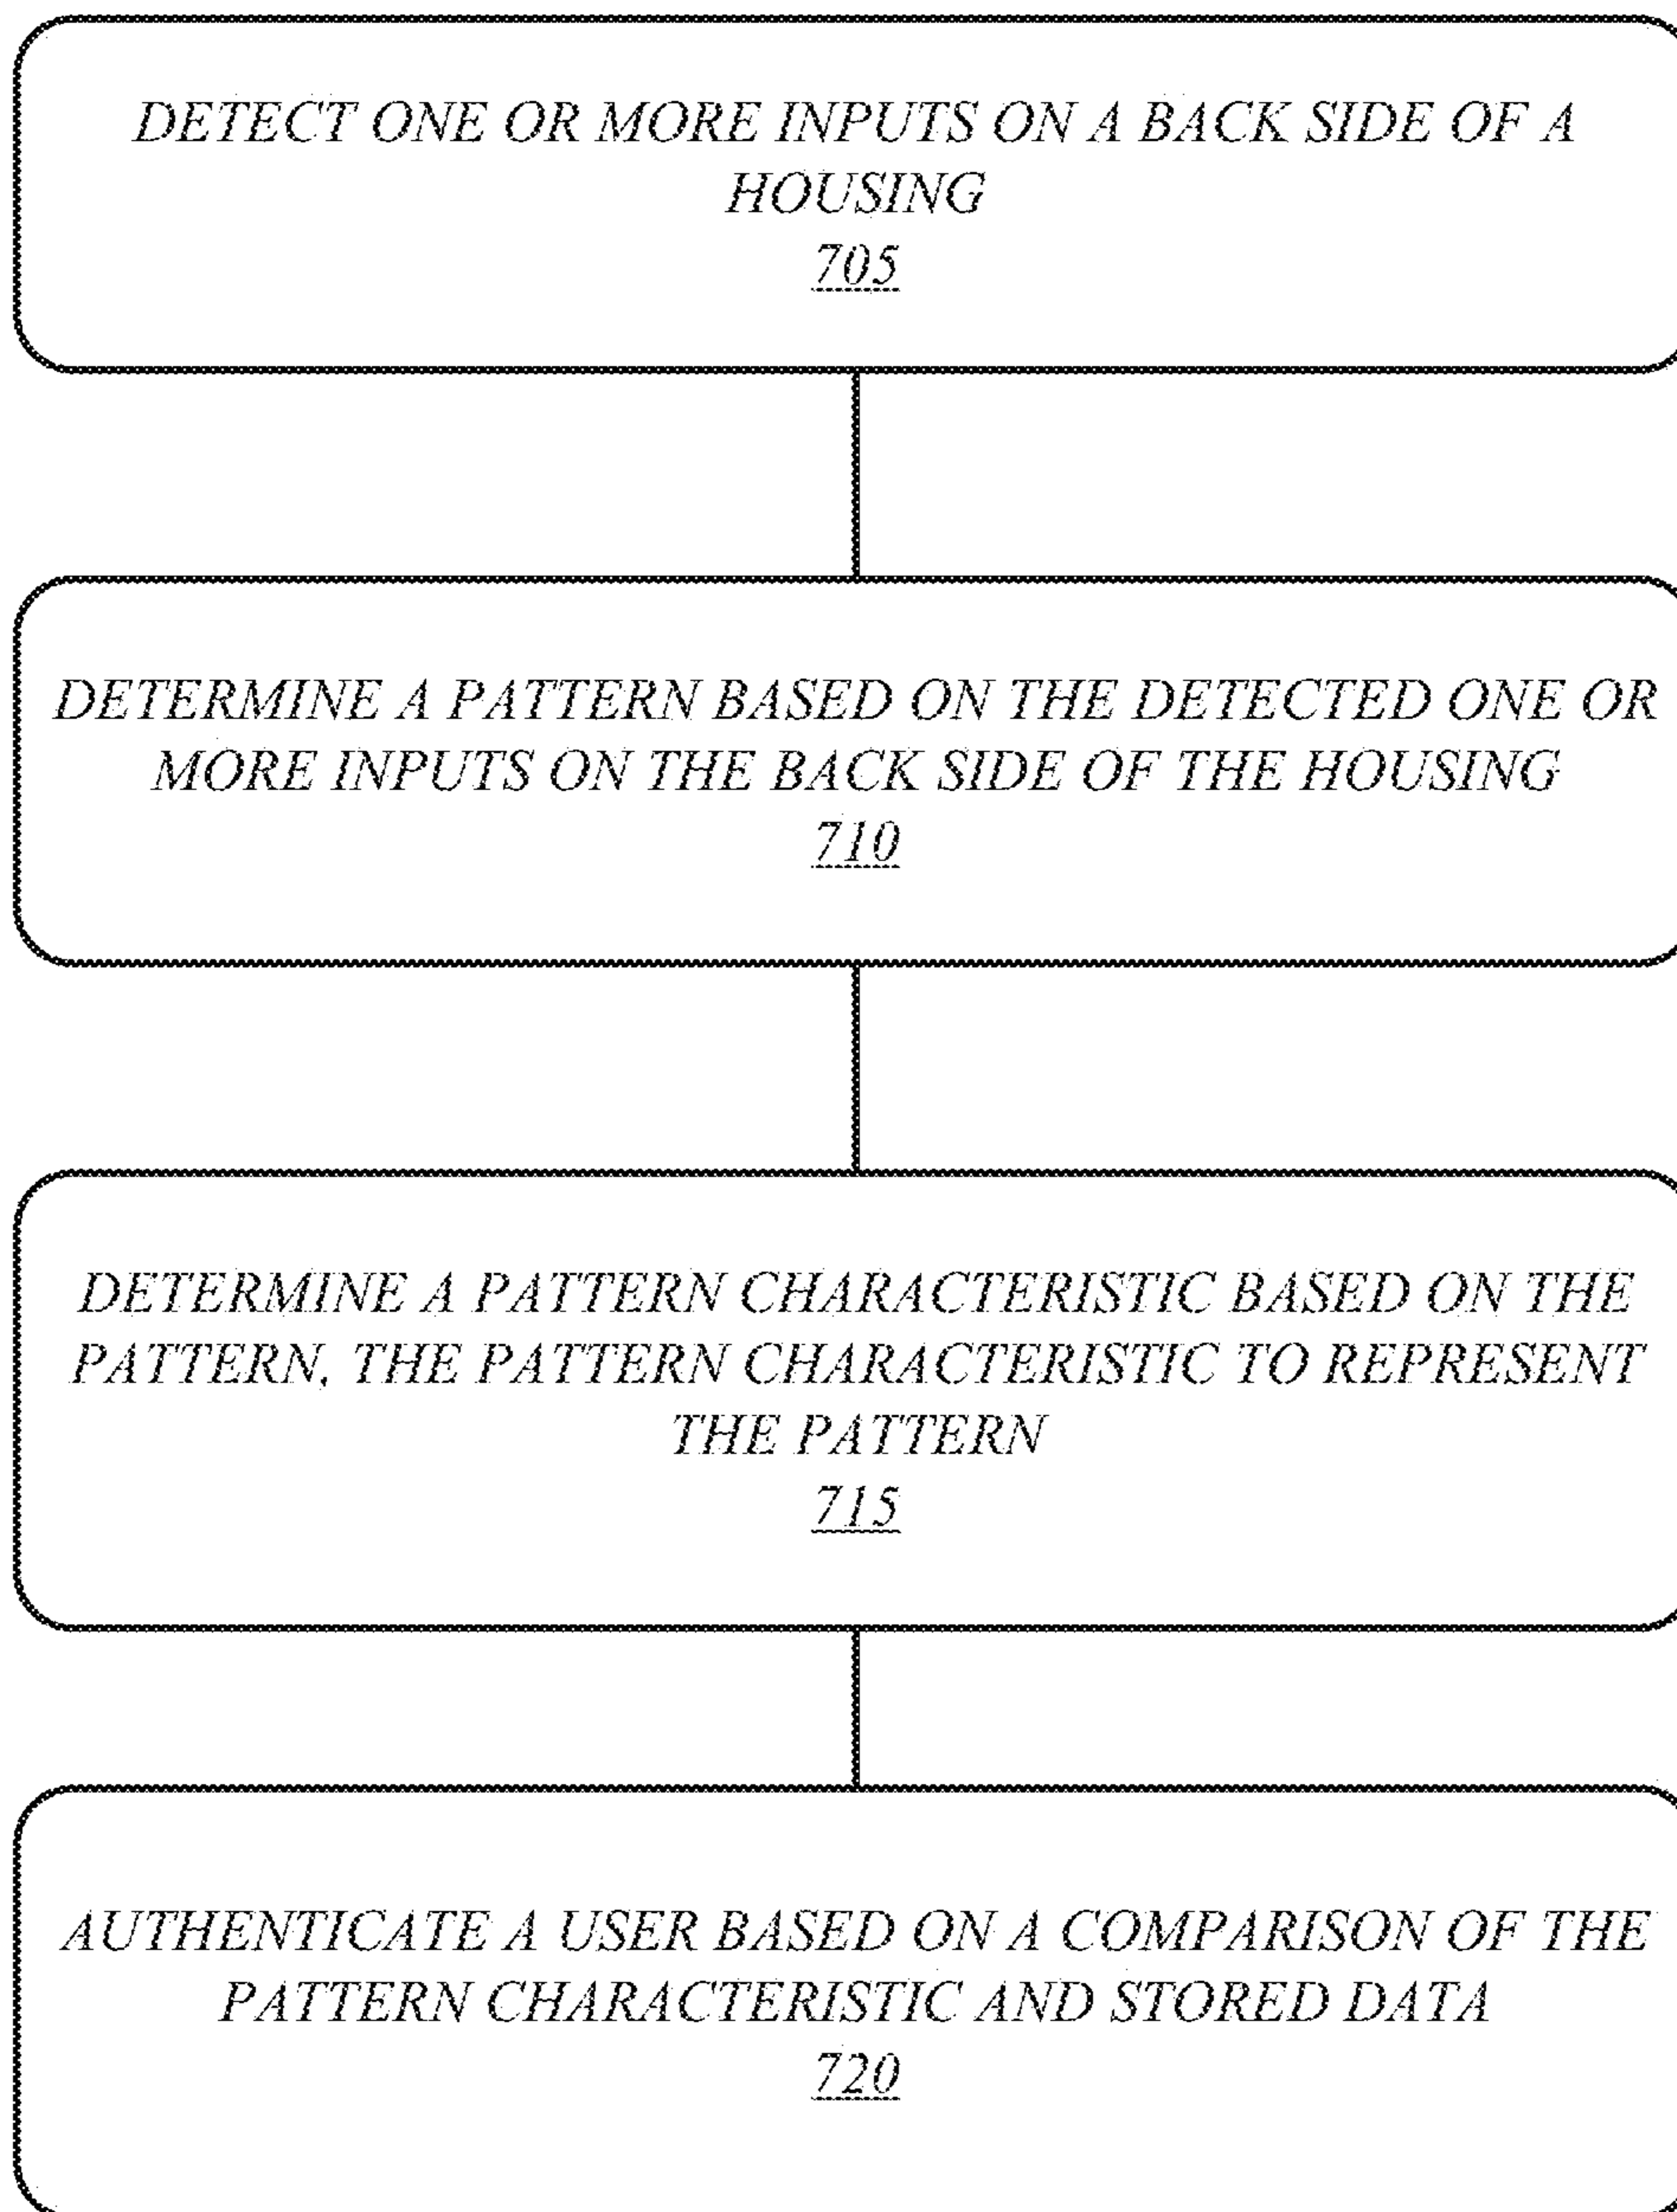 DETECT ONE OR MORE INPUTS ON A BACK SIDE OF A
HOUSING
705
DETERMINE A PATTERN BASED ON THE DETECTED ONE OR
MORE INPUTS ON THE BACK SIDE OF THE HOUSING
710
DETERMINE A PATTERN CHARACTERISTIC BASED ON THE
PATTERN, THE PATTERN CHARACTERISTIC TO REPRESENT
THE PATTERN
715
AUTHENTICATE A USER BASED ON A COMPARISON OF THE
PATTERN CHARACTERISTIC AND STORED DATA
720